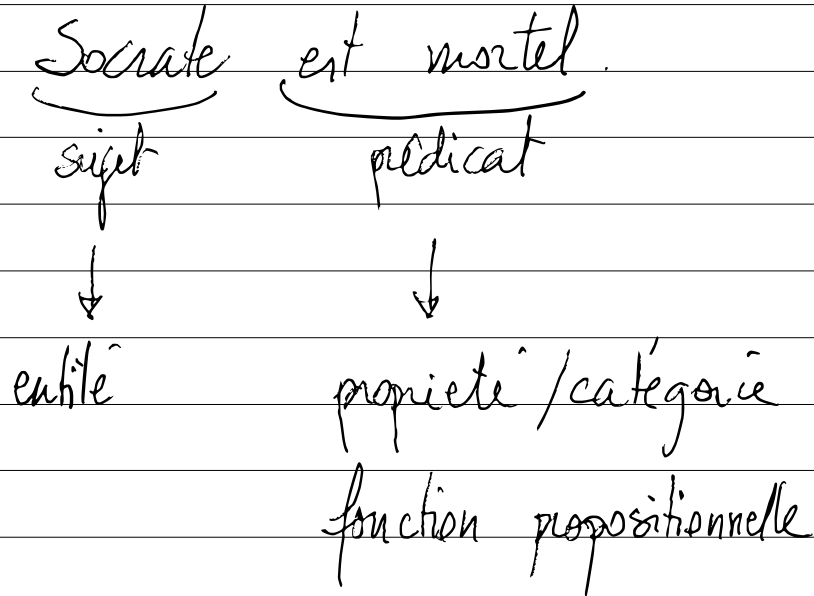 Socrate est mortel.
sujet prédicat
entité propriété / catégorie
fonction propositionnelle